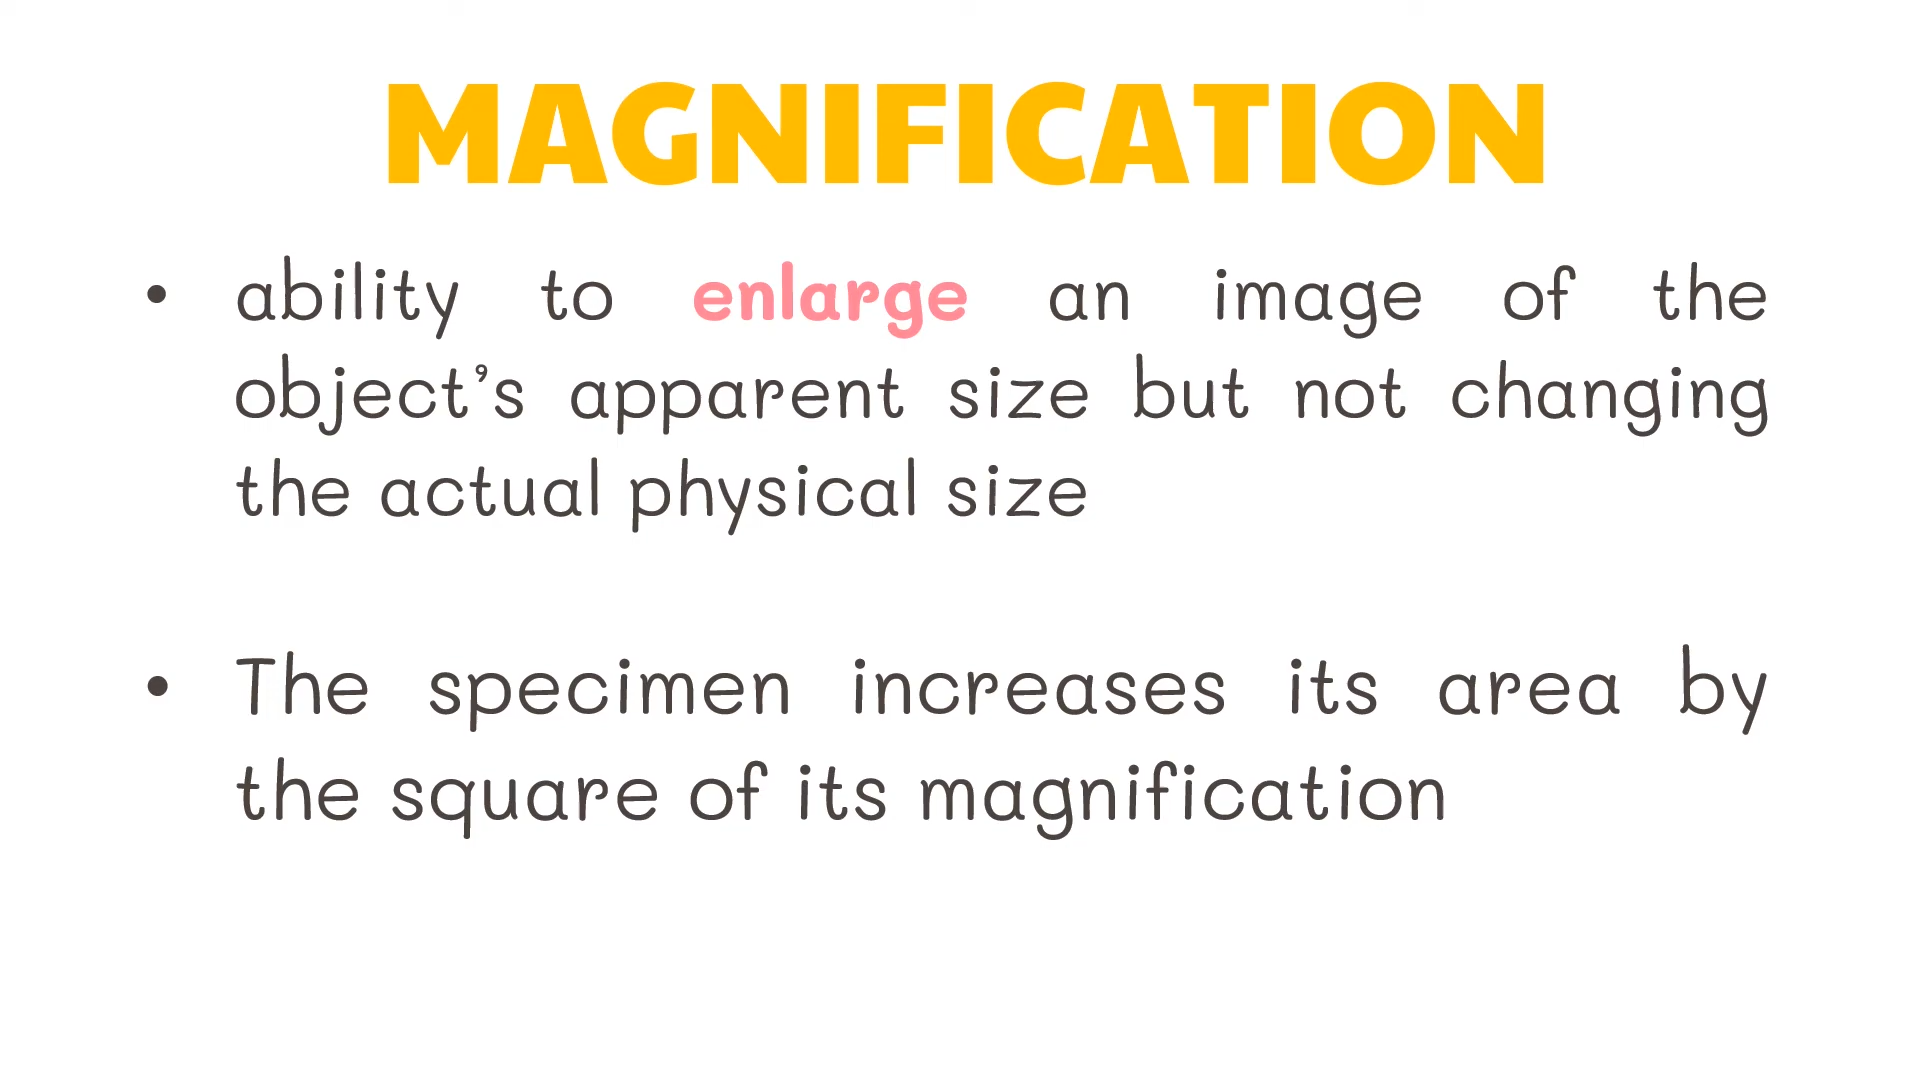 MAGNIFICATION
• ability to enlarge an image of the
object’s apparent size but not changing
the actual physical size
• The specimen increases its area by
the square of its magnification